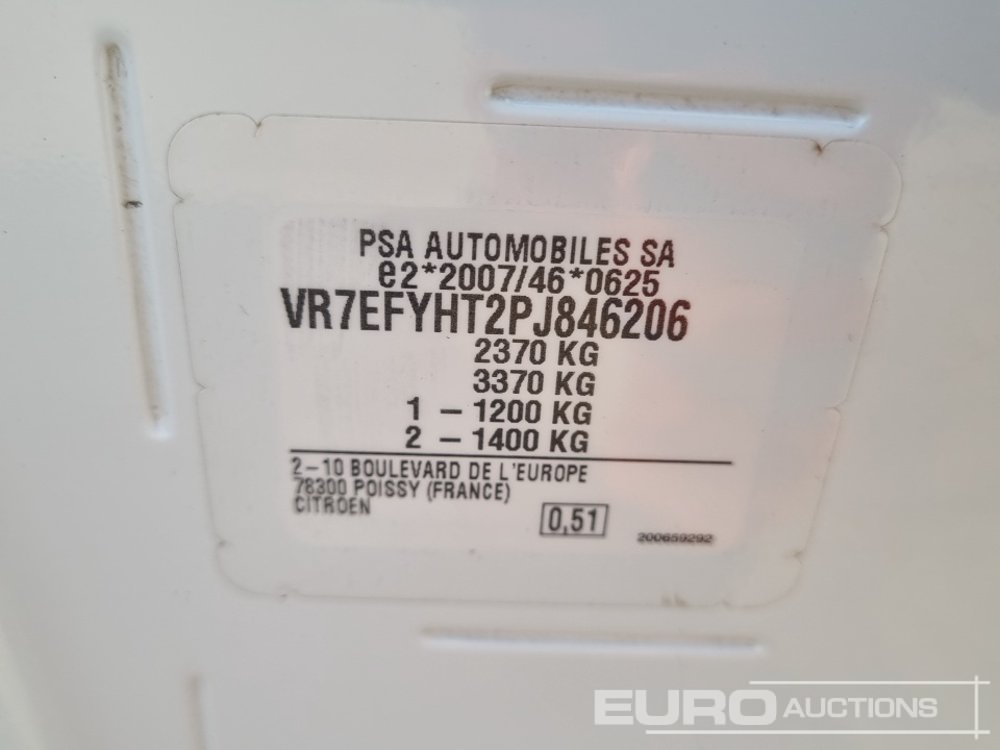 PSA AUTOMOBILES SA
e2*2007/46*0625
VR7EFYHT2PJ846206
2370 KG
3370 KG
1 – 1200 KG
2 – 1400 KG
2–10 BOULEVARD DE L'EUROPE
78300 POISSY (FRANCE)
CITROEN
0,51
200659292
EURO AUCTIONS